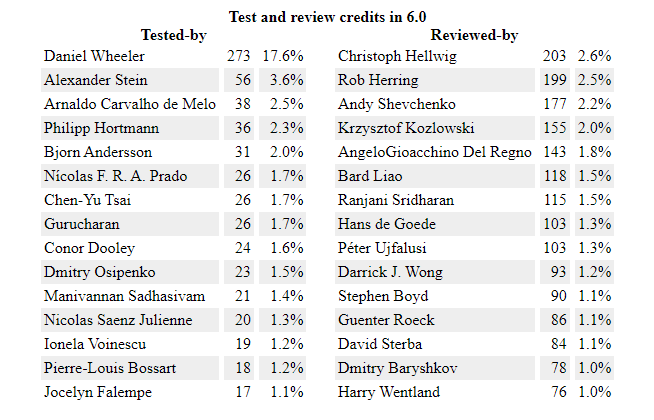 Test and review credits in 6.0
Tested-by Reviewed-by
Daniel Wheeler 273 17.6% Christoph Hellwig 203 2.6%
Alexander Stein 56 3.6% Rob Herring 199 2.5%
Arnaldo Carvalho de Melo 38 2.5% Andy Shevchenko 177 2.2%
Philipp Hortmann 36 2.3% Krzysztof Kozlowski 155 2.0%
Bjorn Andersson 31 2.0% AngeloGioacchino Del Regno 143 1.8%
Nícolas F. R. A. Prado 26 1.7% Bard Liao 118 1.5%
Chen-Yu Tsai 26 1.7% Ranjani Sridharan 115 1.5%
Gurucharan 26 1.7% Hans de Goede 103 1.3%
Conor Dooley 24 1.6% Péter Ujfalusi 103 1.3%
Dmitry Osipenko 23 1.5% Darrick J. Wong 93 1.2%
Manivannan Sadhasivam 21 1.4% Stephen Boyd 90 1.1%
Nicolas Saenz Julienne 20 1.3% Guenter Roeck 86 1.1%
Ionela Voinescu 19 1.2% David Sterba 84 1.1%
Pierre-Louis Bossart 18 1.2% Dmitry Baryshkov 78 1.0%
Jocelyn Falempe 17 1.1% Harry Wentland 76 1.0%